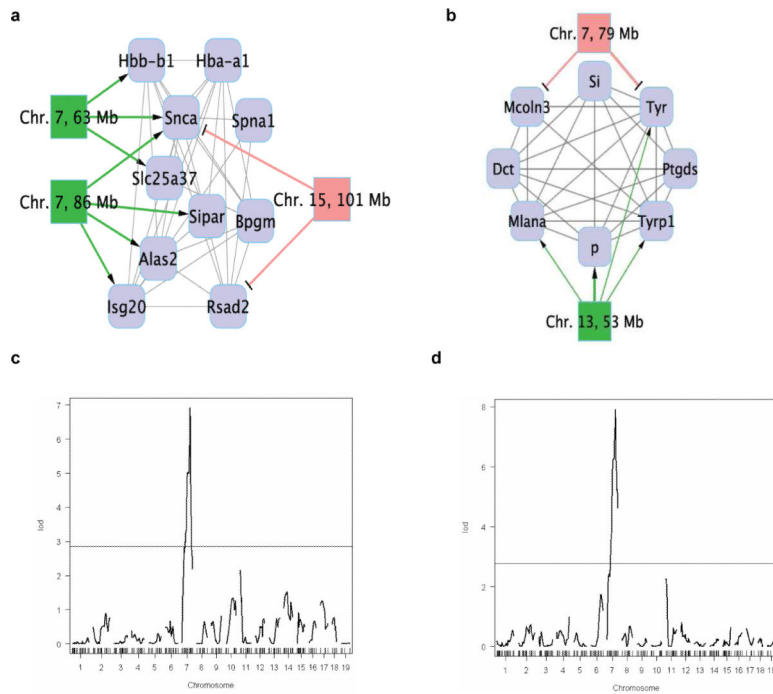 a
Hbb-b1
Hba-a1
Chr. 7, 63 Mb
Snca
Spna1
Slc25a37
Chr. 7, 86 Mb
Sipar
Bpgm
Chr. 15, 101 Mb
Alas2
Isg20
Rsad2
b
Chr. 7, 79 Mb
Si
Mcoln3
Tyr
Dct
Ptgds
Mlana
Tyrp1
p
Chr. 13, 53 Mb
c
7
6
5
4
3
2
1
0
lod
1 2 3 4 5 6 7 8 9 10 11 12 13 14 15 16 17 18 19
Chromosome
d
8
6
4
2
0
lod
1 2 3 4 5 6 7 8 9 10 11 12 13 14 15 16 17 18 19
Chromosome